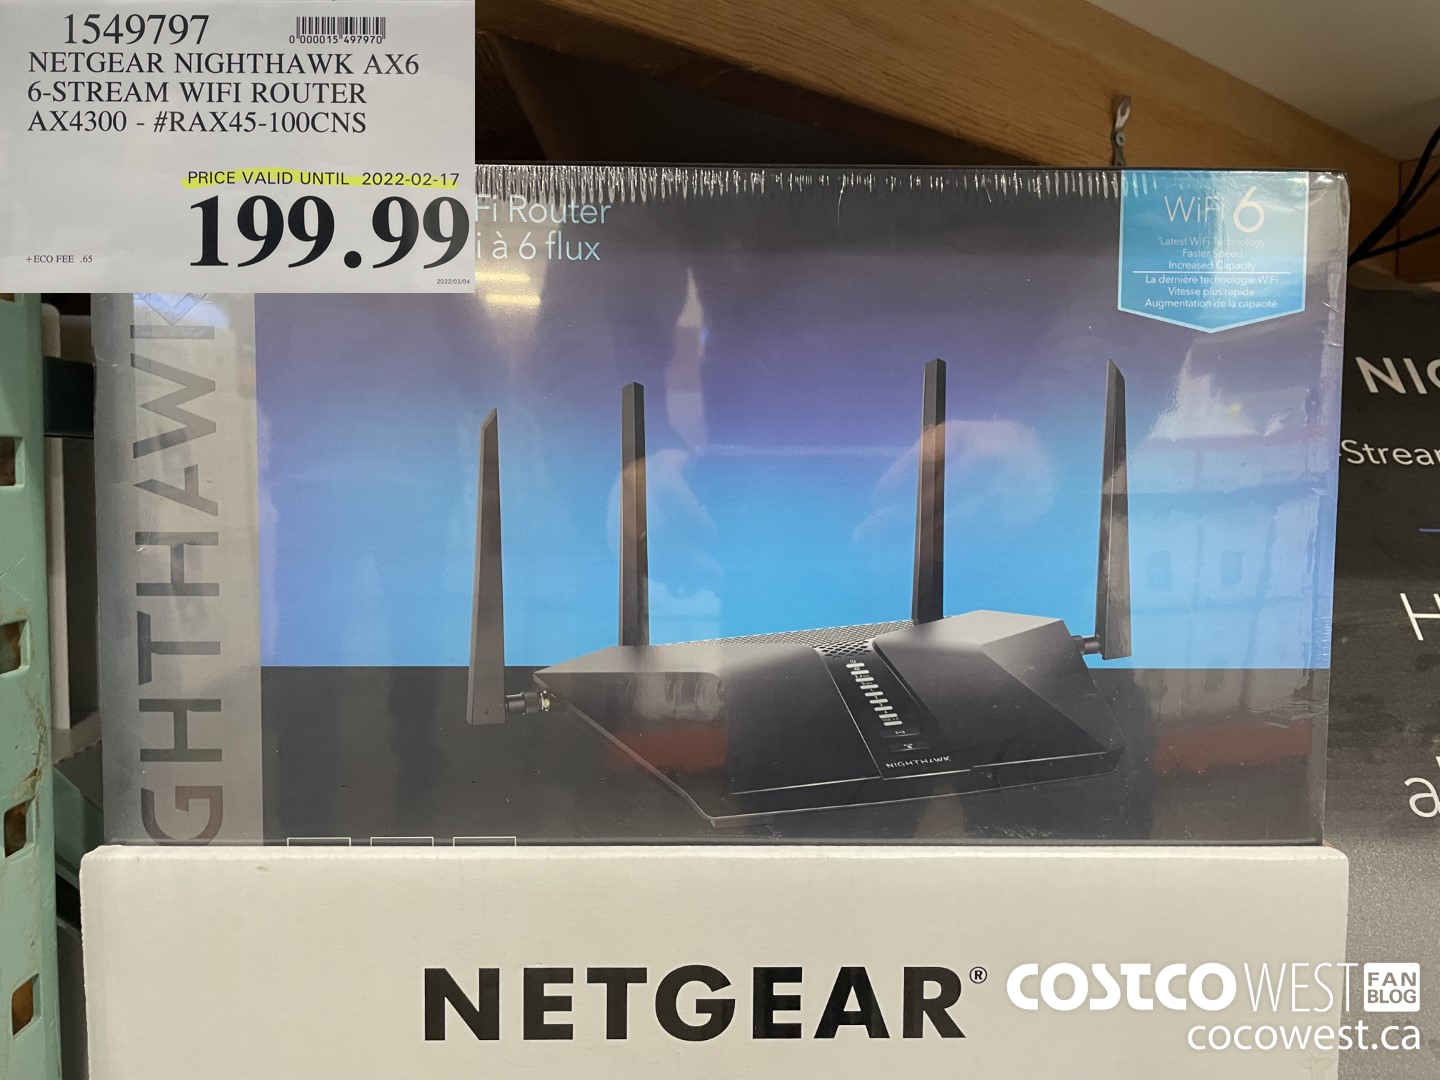 1549797
0"000015"497970"
NETGEAR NIGHTHAWK AX6
6-STREAM WIFI ROUTER
AX4300 - #RAX45-100CNS
PRICE VALID UNTIL 2022-02-17
199.99
+ECO FEE .65
2022/02/04
Fi Router
i à 6 flux
WiFi 6
Latest WiFi Technology
Faster Speed
Increased Capacity
La dernière technologie WiFi
Vitesse plus rapide
Augmentation de la capacité
GHTHAWK
NIGHTHAWK
NIG
-Strea
H
a
NETGEAR®
COSTCO WEST FAN BLOG
cocowest.ca